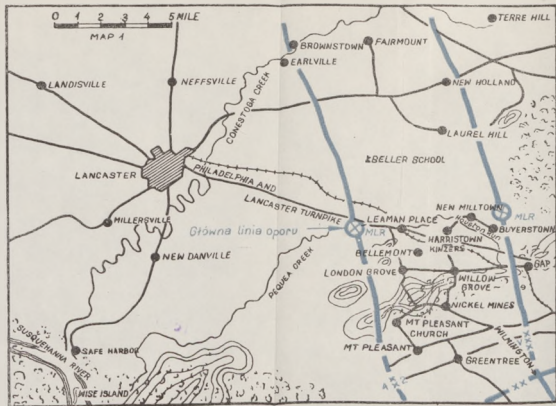 0 1 2 3 4 5 MILE
MAP 1
TERRE HILL
BROWNSTOWN
FAIRMOUNT
EARLVILLE
LANDISVILLE
NEFFSVILLE
CONESTOGA CREEK
NEW HOLLAND
LAUREL HILL
BELLER SCHOOL
LANCASTER
PHILADELPHIA AND
LANCASTER TURNPIKE
MILLERSVILLE
Główna linia oporu
MLR
LEAMAN PLACE
NEW MILLTOWN
MLR
BUYERSTOWN
HARRISTOWN
KINZERS
NEW DANVILLE
PEQUEA CREEK
BELLEMONT
GAP
LONDON GROVE
WILLOW
GROVE
NICKEL MINES
MT PLEASANT
CHURCH
WILMINGTON
SUSQUEHANNA
RIVER
SAFE HARBOR
MT PLEASANT
GREENTREE
WISE ISLAND
XX